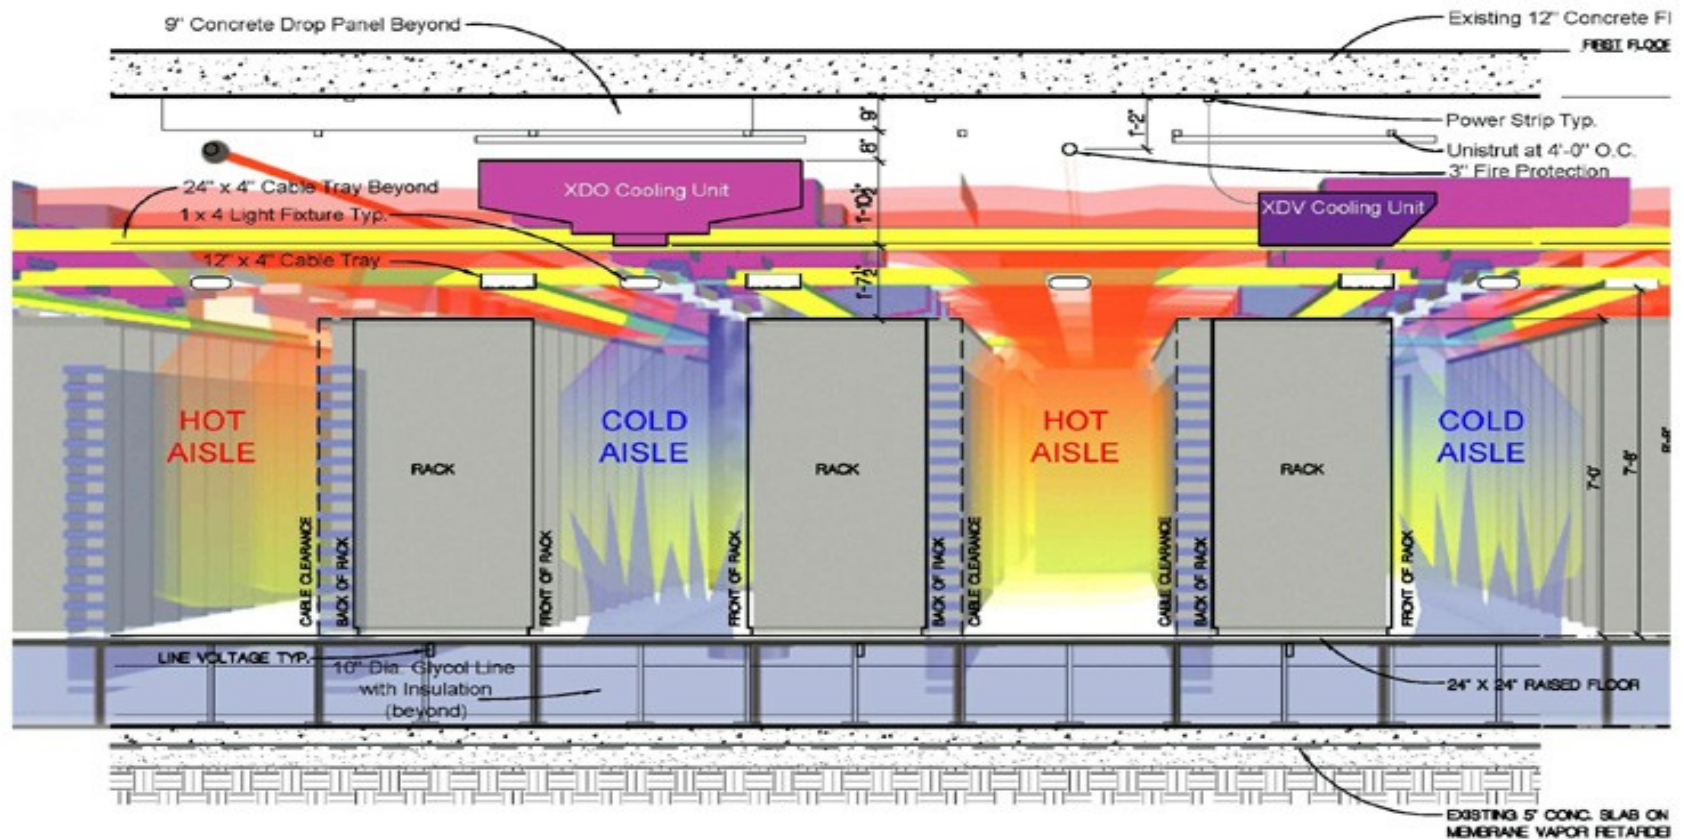 9" Concrete Drop Panel Beyond
Existing 12" Concrete Fl
FIRST FLOOR
9"
8"
1'-2"
Power Strip Typ.
Unistrut at 4'-0" O.C.
3" Fire Protection
24" x 4" Cable Tray Beyond
XDO Cooling Unit
1'-10½"
XDV Cooling Unit
1 x 4 Light Fixture Typ.
12" x 4" Cable Tray
1'-7½"
HOT
AISLE
COLD
AISLE
HOT
AISLE
COLD
AISLE
RACK
RACK
RACK
7'-0"
7'-6"
CABLE CLEARANCE
BACK OF RACK
FRONT OF RACK
FRONT OF RACK
BACK OF RACK
CABLE CLEARANCE
CABLE CLEARANCE
BACK OF RACK
FRONT OF RACK
LINE VOLTAGE TYP.
10" Dia. Glycol Line
with Insulation
(beyond)
24" X 24" RAISED FLOOR
EXISTING 5" CONC. SLAB ON
MEMBRANE VAPOR RETARDE